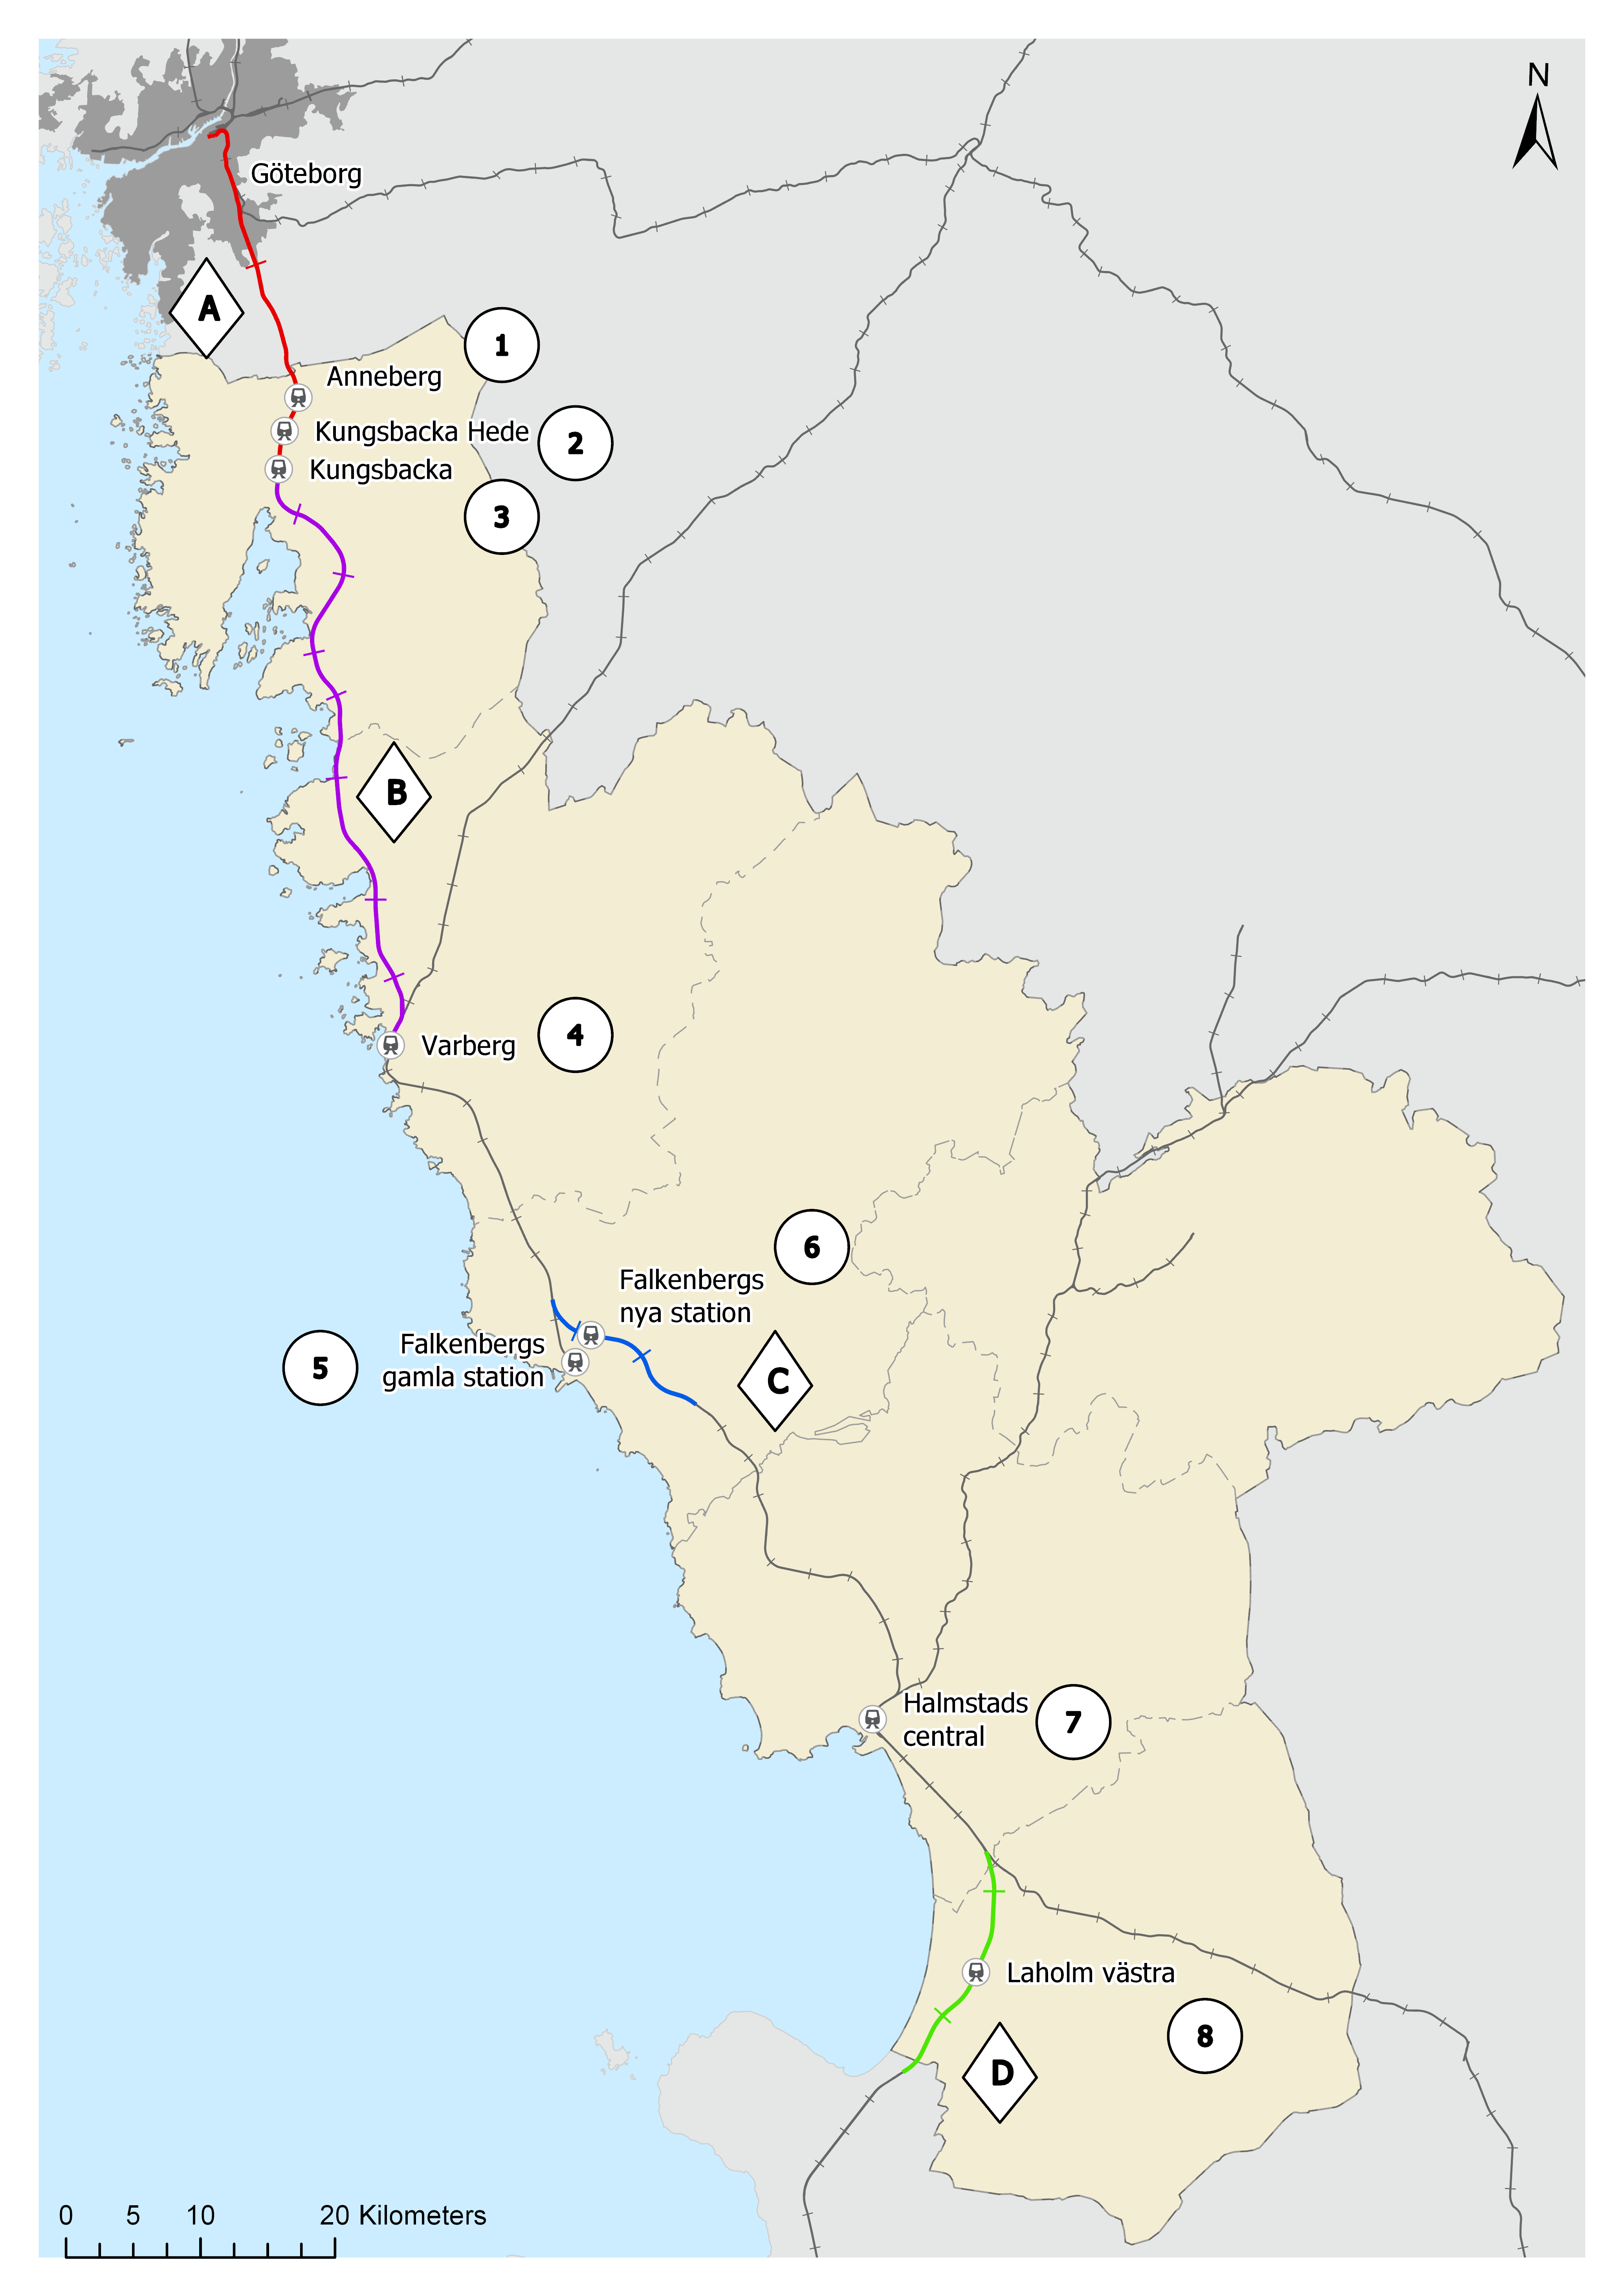 N
Göteborg
A
1
Anneberg
Kungsbacka Hede
2
Kungsbacka
3
B
Varberg
4
6
Falkenbergs
nya station
Falkenbergs
gamla station
5
C
Halmstads
central
7
Laholm västra
8
D
0 5 10 20 Kilometers